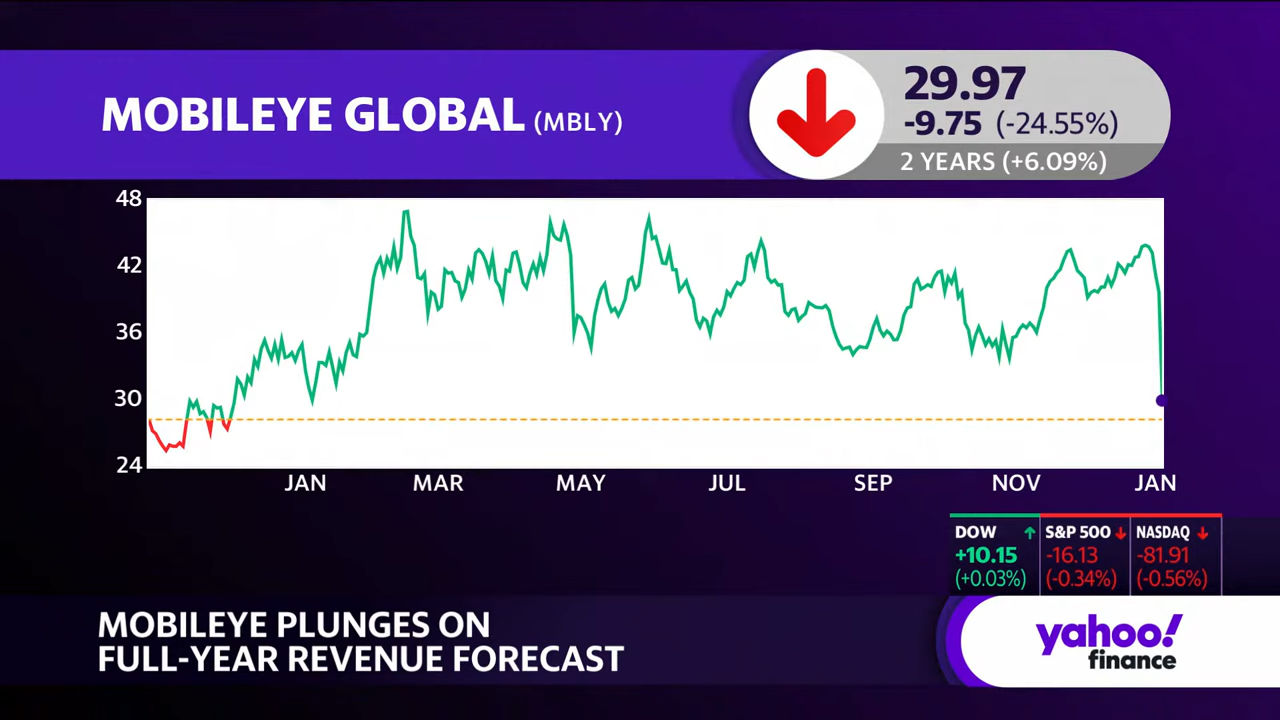 MOBILEYE GLOBAL (MBLY)
29.97
-9.75 (-24.55%)
2 YEARS (+6.09%)
48
42
36
30
24
JAN MAR MAY JUL SEP NOV JAN
DOW S&P 500 NASDAQ
+10.15 -16.13 -81.91
(+0.03%) (-0.34%) (-0.56%)
MOBILEYE PLUNGES ON
FULL-YEAR REVENUE FORECAST
yahoo!
finance